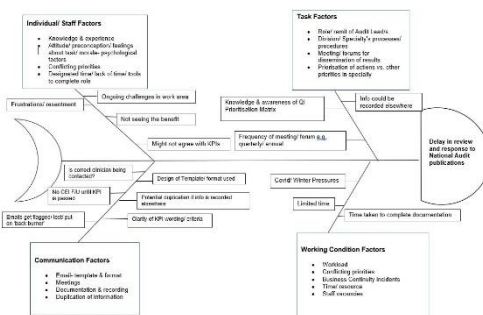 Individual/ Staff Factors
Knowledge & experience
Attitude/ preconception/ feelings
about task/ morale- psychological
factors
Conflicting priorities
Designated time/ lack of time/ tools
to complete role
Task Factors
Role/ remit of Audit Lead/s
Division/ Specialty's processes/
procedures
Meeting/ forums for
dissemination of results
Prioritisation of actions vs. other
priorities in specialty
Ongoing challenges in work area
Frustrations/ resentment
Not seeing the benefit
Might not agree with KPIs
Info could be
recorded elsewhere
Knowledge & awareness of QI
Prioritisation Matrix
Frequency of meeting/ forum e.g.
quarterly/ annual
Delay in review
and response to
National Audit
publications
Is correct clinician being
contacted?
Design of Template/ format used
No CEI F/U until KPI
is passed
Potential duplication if info is recorded
elsewhere
Emails get flagged-lost/ put
on 'back burner'
Clarity of KPI wording/ criteria
Covid/ Winter Pressures
Limited time
Time taken to complete documentation
Communication Factors
Email- template & format
Meetings
Documentation & recording
Duplication of information
Working Condition Factors
Workload
Conflicting priorities
Business Continuity Incidents
Time/ resource
Staff vacancies